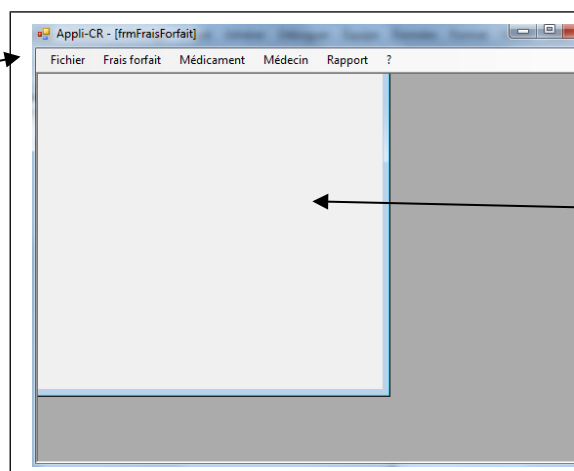 Appli-CR - [frmFraisForfait]
Fichier Frais forfait Médicament Médecin Rapport ?